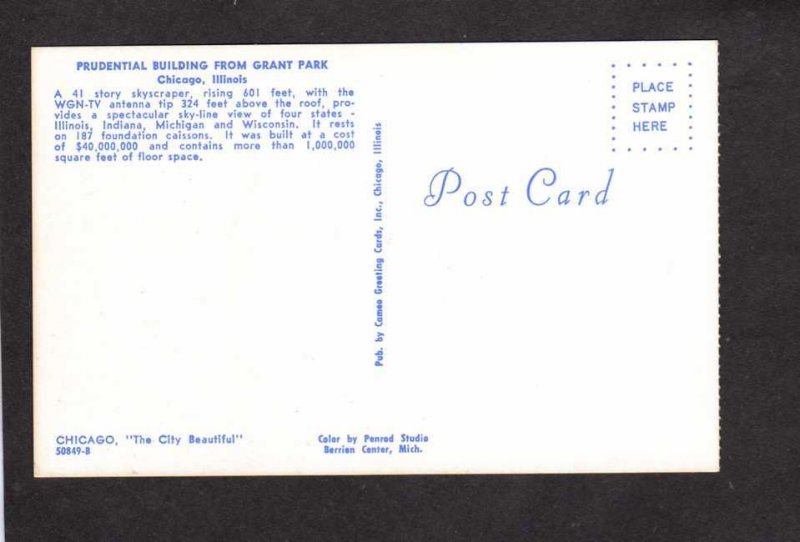 PRUDENTIAL BUILDING FROM GRANT PARK
Chicago, Illinois
A 41 story skyscraper, rising 601 feet, with the
WGN-TV antenna tip 324 feet above the roof, pro-
vides a spectacular sky-line view of four states -
Illinois, Indiana, Michigan and Wisconsin. It rests
on 187 foundation caissons. It was built at a cost
of $40,000,000 and contains more than 1,000,000
square feet of floor space.
CHICAGO, "The City Beautiful"
50849-B
Color by Penrod Studio
Berrien Center, Mich.
Pub. by Cameo Greeting Cards, Inc., Chicago, Illinois
Post Card
PLACE
STAMP
HERE